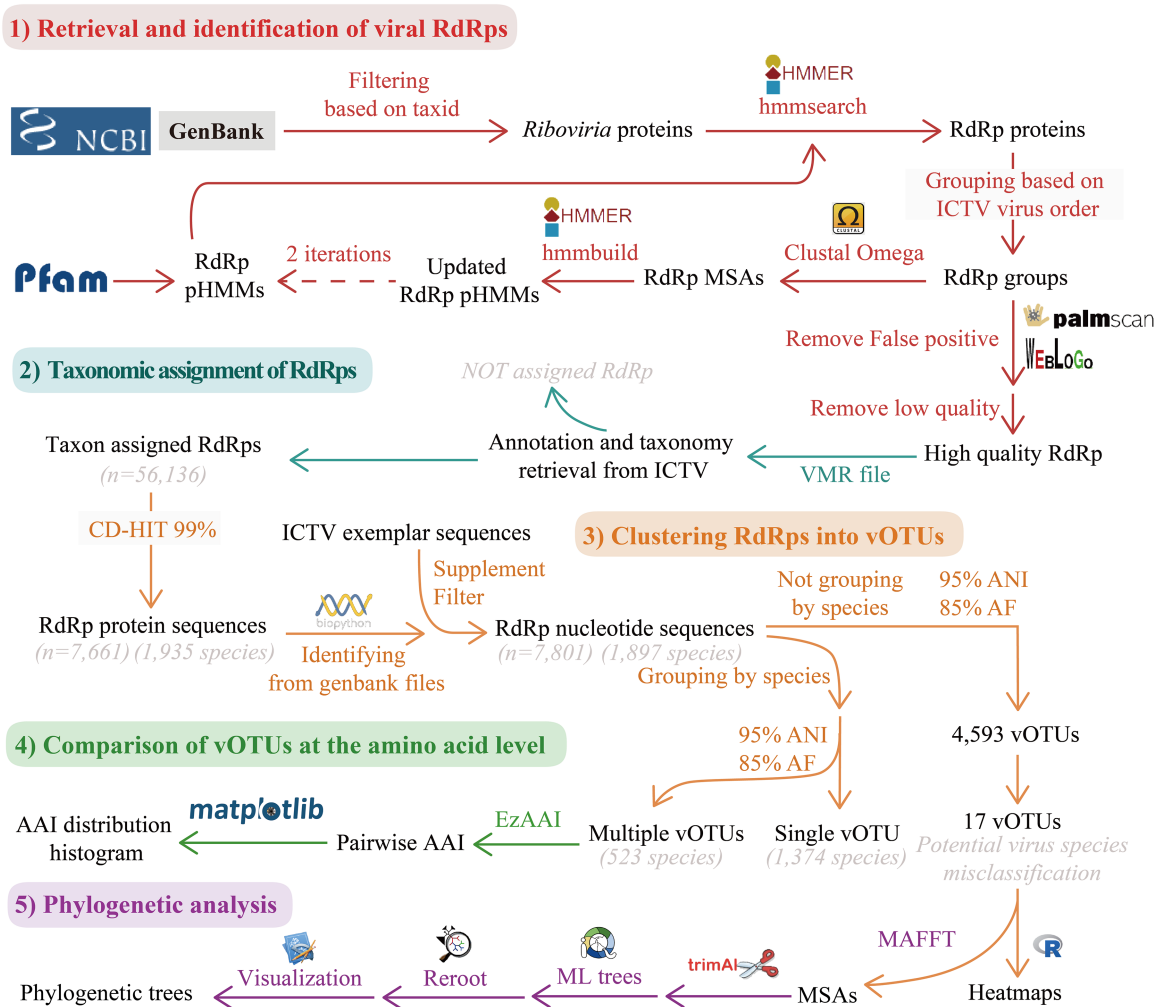 1) Retrieval and identification of viral RdRps
Filtering
based on taxid
HMMER
hmmsearch
NCBI
GenBank
Riboviria proteins
RdRp proteins
Grouping based on
ICTV virus order
HMMER
hmmbuild
Ω
CLUSTAL
Clustal Omega
Pfam
RdRp
pHMMs
2 iterations
Updated
RdRp pHMMs
RdRp MSAs
RdRp groups
palmscan
Remove False positive
WEBLOGO
2) Taxonomic assignment of RdRps
NOT assigned RdRp
Remove low quality
Taxon assigned RdRps
(n=56,136)
Annotation and taxonomy
retrieval from ICTV
VMR file
High quality RdRp
CD-HIT 99%
ICTV exemplar sequences
3) Clustering RdRps into vOTUs
Supplement
Filter
Not grouping
by species
95% ANI
85% AF
biopython
RdRp protein sequences
(n=7,661) (1,935 species)
Identifying
from genbank files
RdRp nucleotide sequences
(n=7,801) (1,897 species)
Grouping by species
4) Comparison of vOTUs at the amino acid level
95% ANI
85% AF
4,593 vOTUs
matplotlib
AAI distribution
histogram
Pairwise AAI
EzAAI
Multiple vOTUs
(523 species)
Single vOTU
(1,374 species)
17 vOTUs
Potential virus species
misclassification
5) Phylogenetic analysis
MAFFT
R
Visualization
Reroot
ML trees
trimAl
Phylogenetic trees
MSAs
Heatmaps